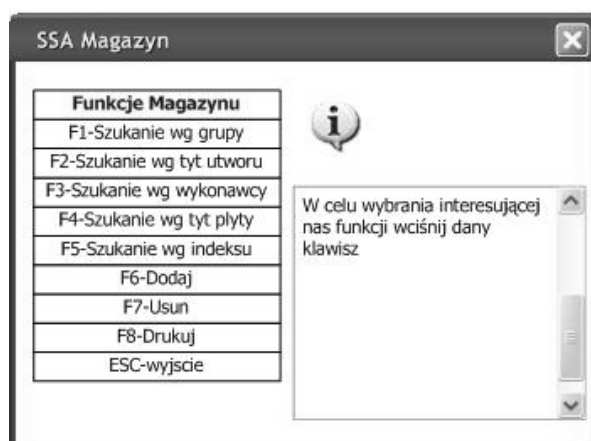 SSA Magazyn
Funkcje Magazynu
F1-Szukanie wg grupy
F2-Szukanie wg tyt utworu
F3-Szukanie wg wykonawcy
F4-Szukanie wg tyt plyty
F5-Szukanie wg indeksu
F6-Dodaj
F7-Usun
F8-Drukuj
ESC-wyjscie
W celu wybrania interesującej
nas funkcji wciśnij dany
klawisz